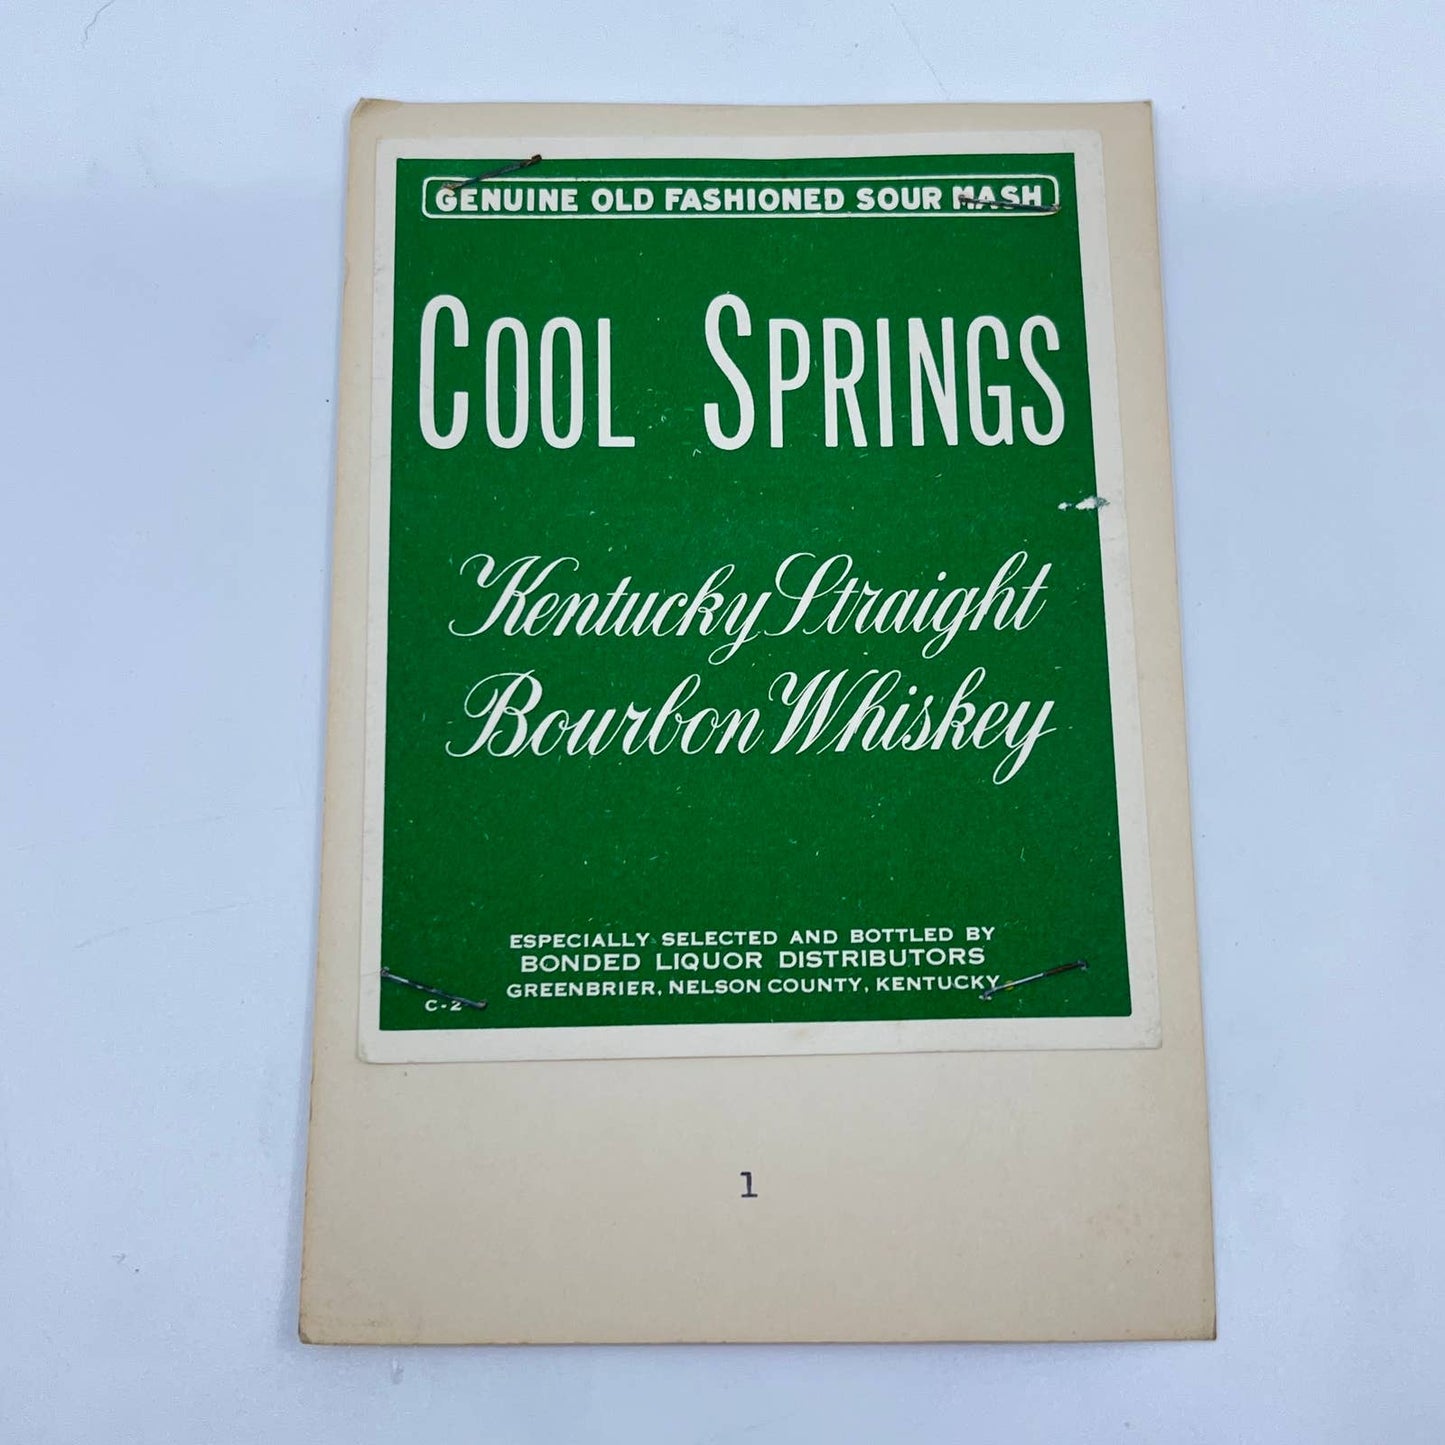 GENUINE OLD FASHIONED SOUR MASH
COOL SPRINGS
Kentucky Straight
Bourbon Whiskey
ESPECIALLY SELECTED AND BOTTLED BY
BONDED LIQUOR DISTRIBUTORS
GREENBRIER, NELSON COUNTY, KENTUCKY
C-2
1